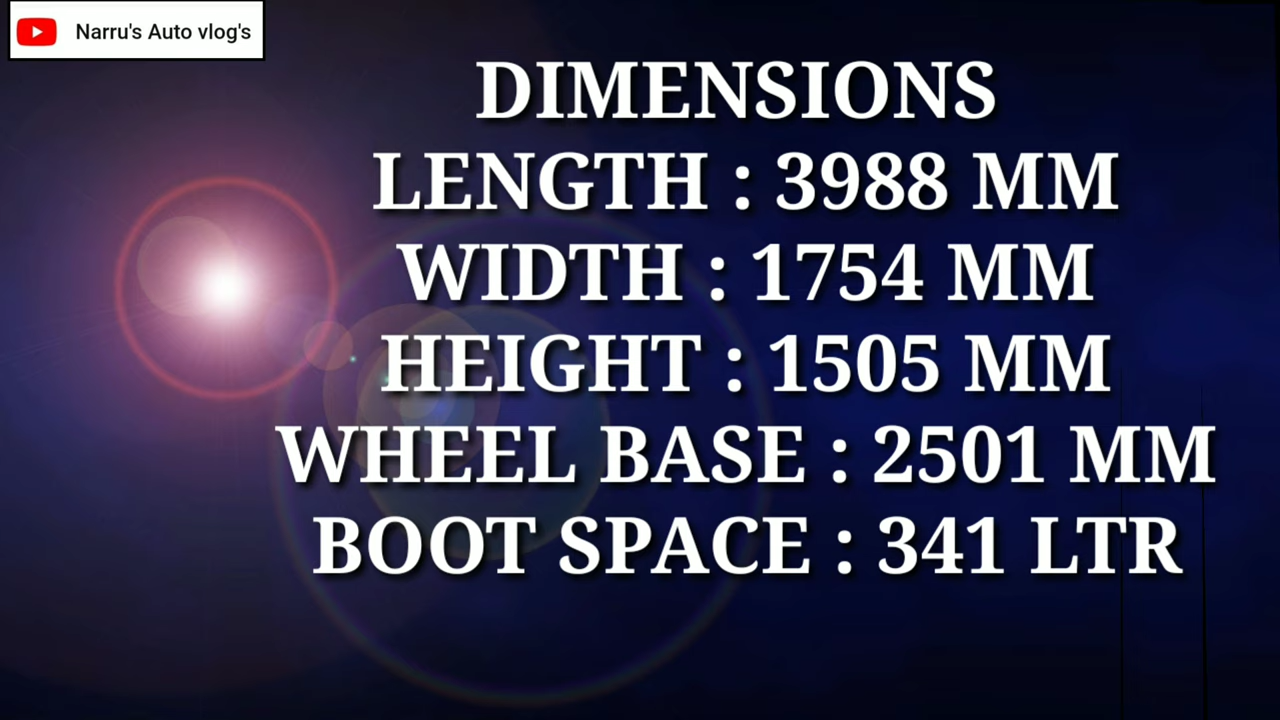 Narru's Auto vlog's
DIMENSIONS
LENGTH : 3988 MM
WIDTH : 1754 MM
HEIGHT : 1505 MM
WHEEL BASE : 2501 MM
BOOT SPACE : 341 LTR